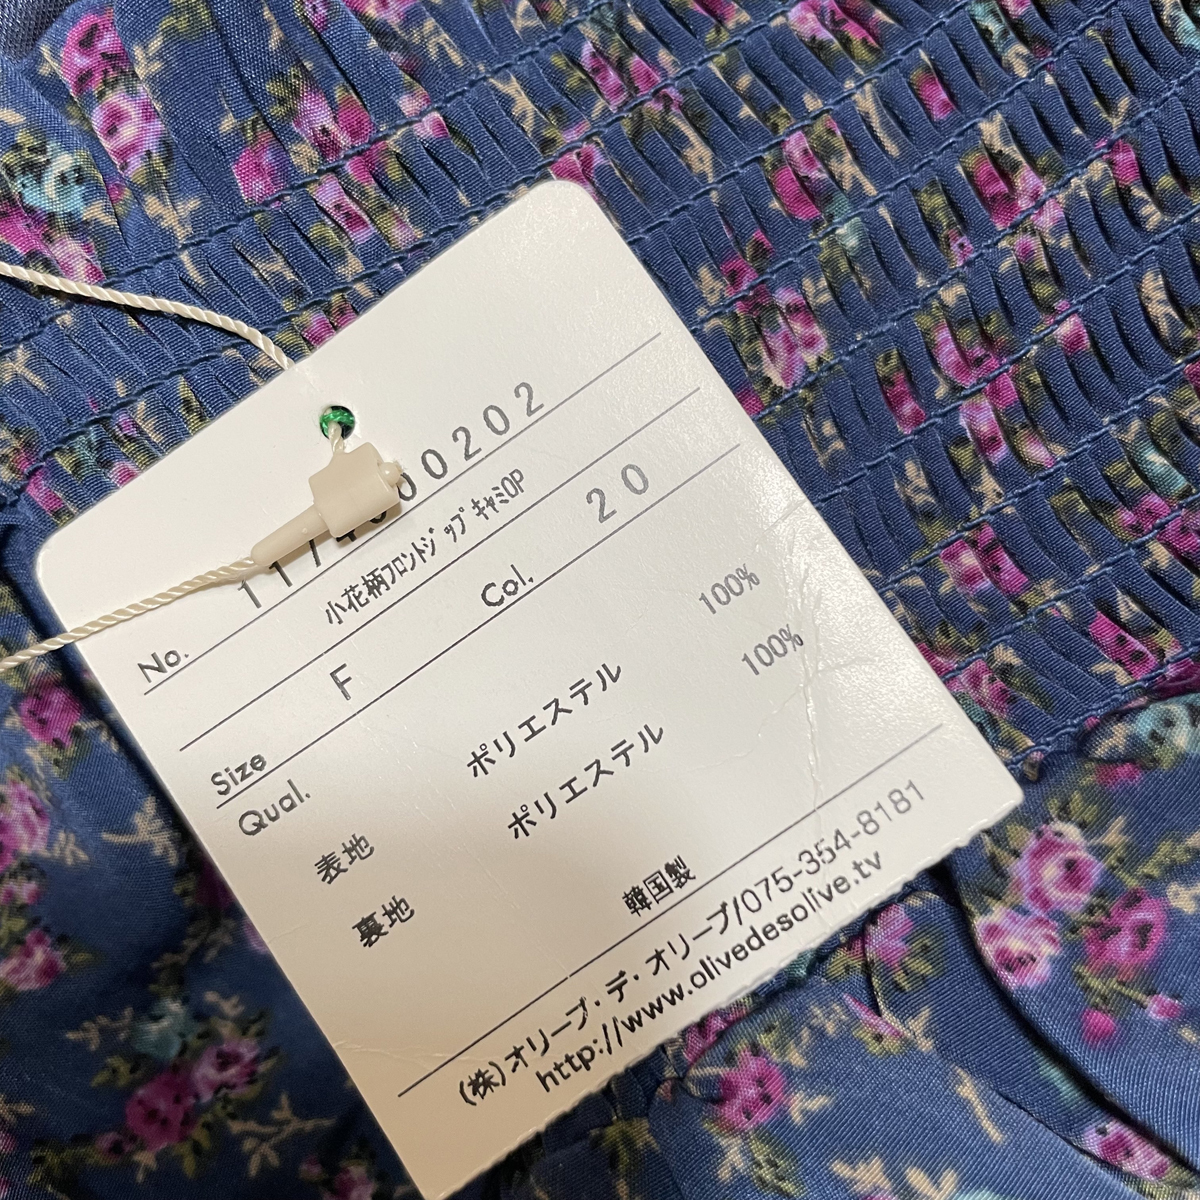 No.
小花柄ﾌﾛﾝﾄｼﾞｯﾌﾟｷｬﾐOP
Size F Col. 20
Qual.
表地 ポリエステル 100%
裏地 ポリエステル 100%
韓国製
(株)オリーブ・デ・オリーブ/075-354-8181
http://www.olivedesolive.tv